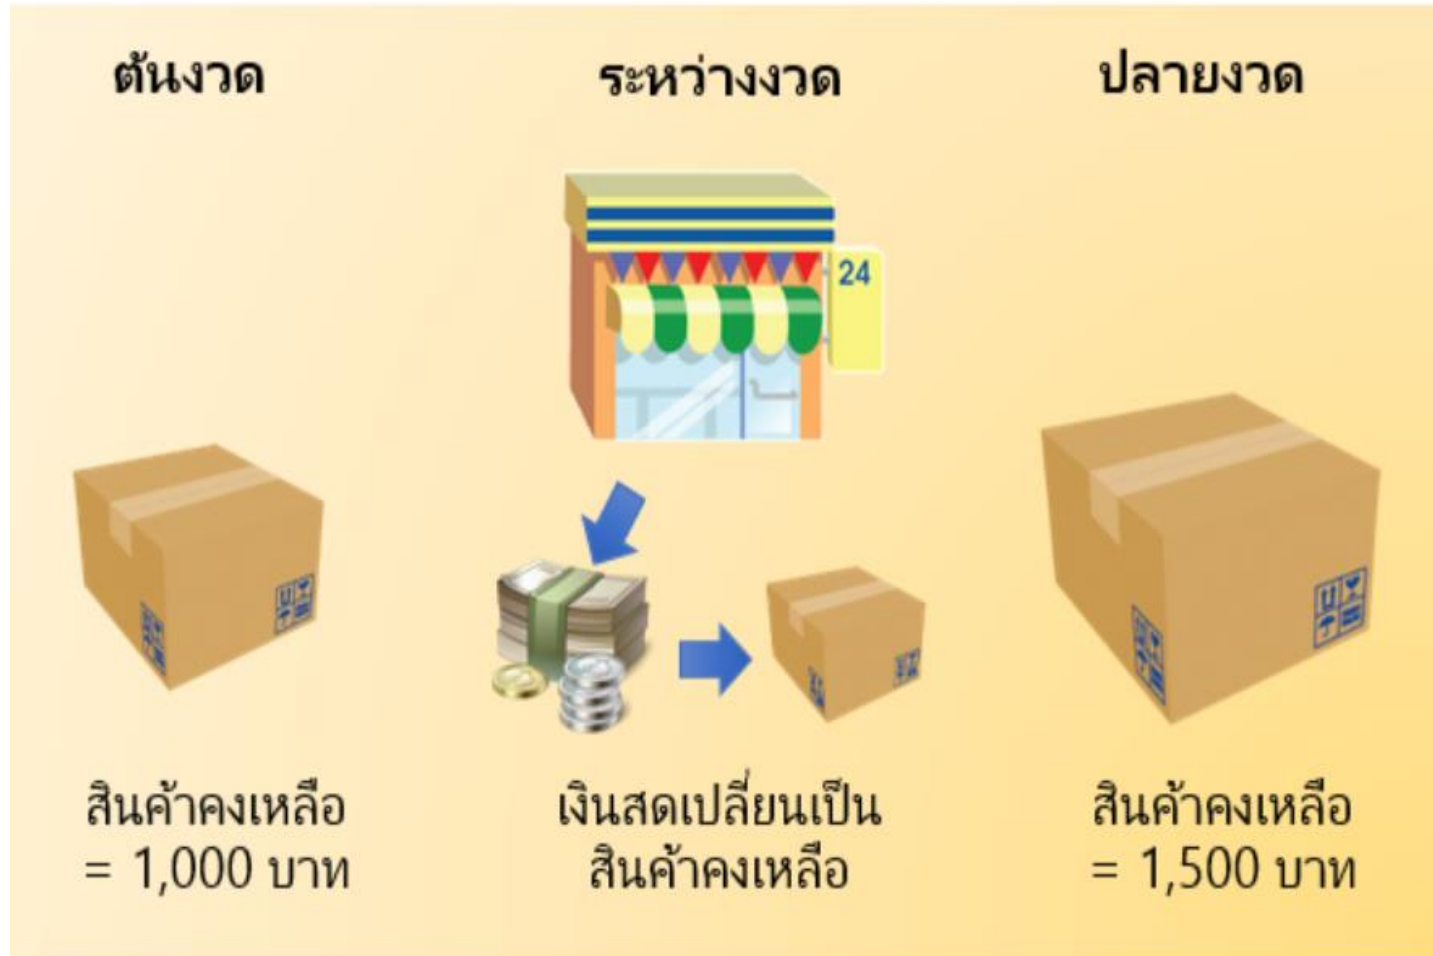 ต้นงวด
ระหว่างงวด
ปลายงวด
24
สินค้าคงเหลือ
= 1,000 บาท
เงินสดเปลี่ยนเป็น
สินค้าคงเหลือ
สินค้าคงเหลือ
= 1,500 บาท